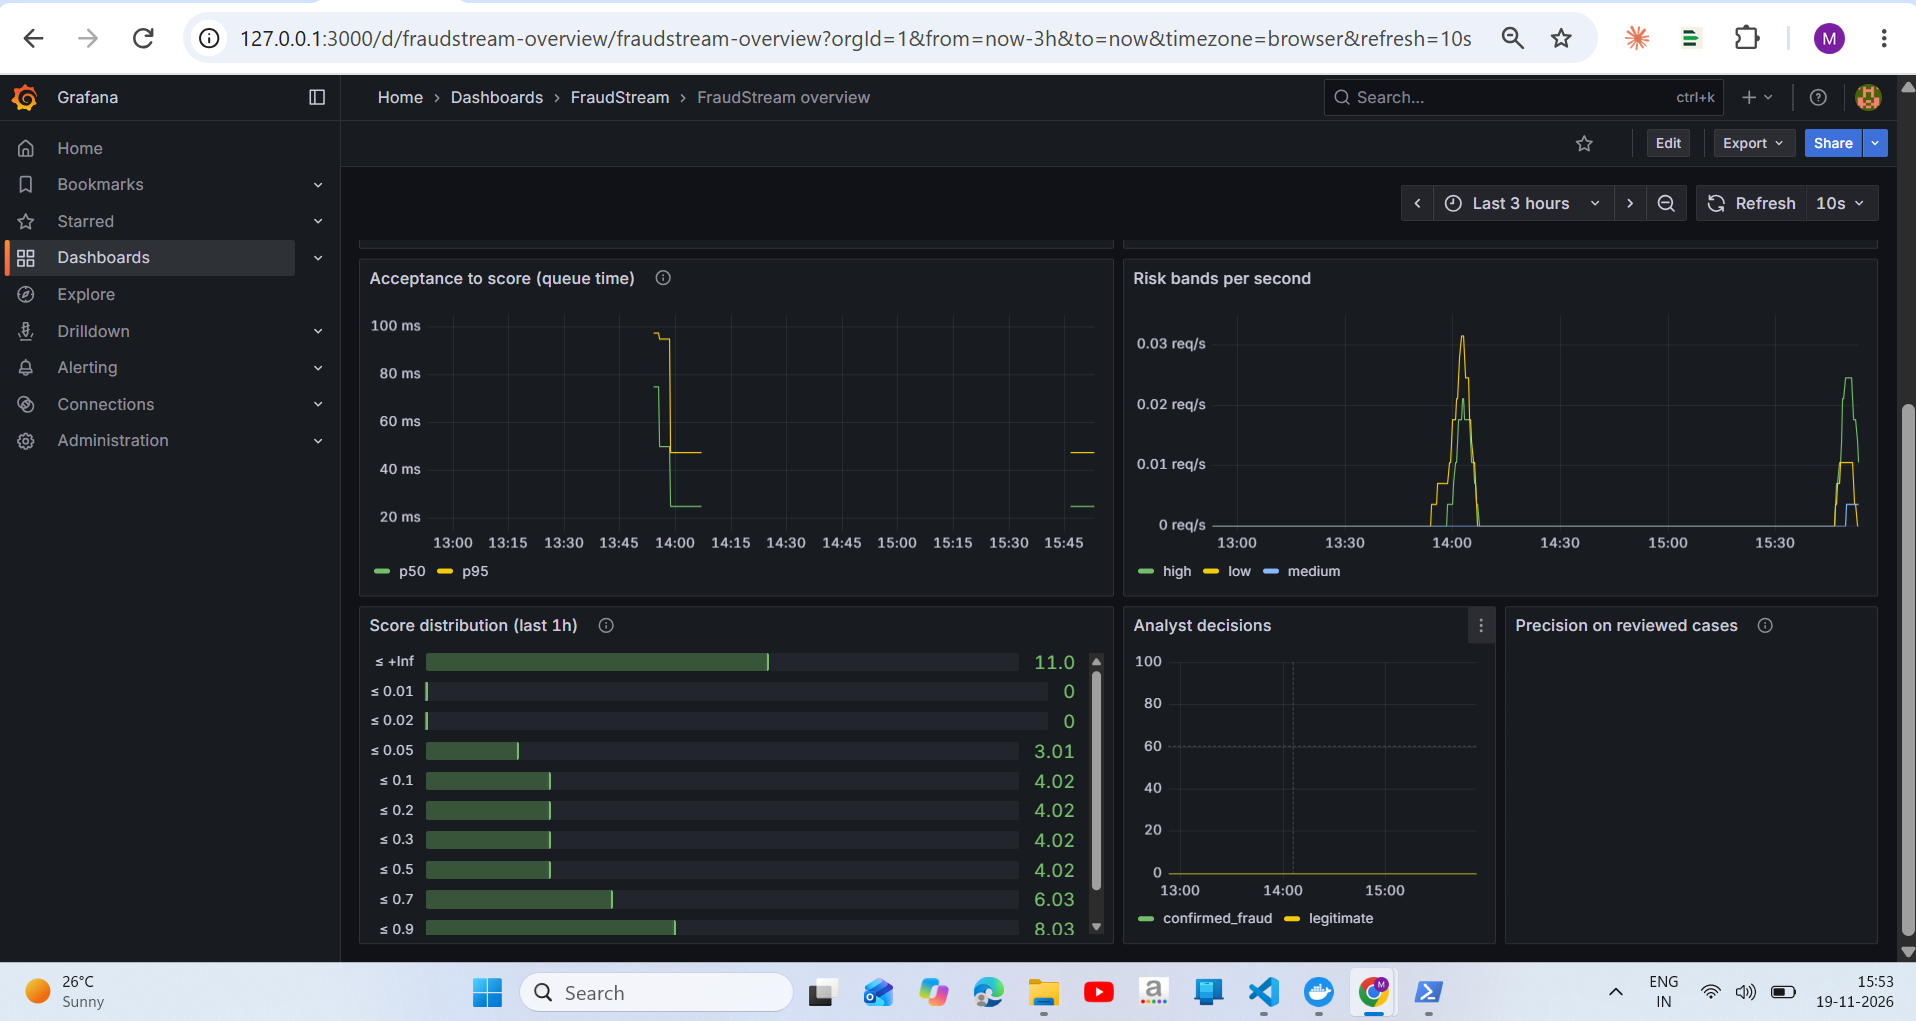 127.0.0.1:3000/d/fraudstream-overview/fraudstream-overview?orgId=1&from=now-3h&to=now&timezone=browser&refresh=10s
M
Grafana
Home › Dashboards › FraudStream › FraudStream overview
Search... ctrl+k
Home
Bookmarks
Starred
Dashboards
Explore
Drilldown
Alerting
Connections
Administration
Edit
Export
Share
Last 3 hours
Refresh 10s
Acceptance to score (queue time)
100 ms
80 ms
60 ms
40 ms
20 ms
13:00 13:15 13:30 13:45 14:00 14:15 14:30 14:45 15:00 15:15 15:30 15:45
p50 p95
Risk bands per second
0.03 req/s
0.02 req/s
0.01 req/s
0 req/s
13:00 13:30 14:00 14:30 15:00 15:30
high low medium
Score distribution (last 1h)
≤ +Inf 11.0
≤ 0.01 0
≤ 0.02 0
≤ 0.05 3.01
≤ 0.1 4.02
≤ 0.2 4.02
≤ 0.3 4.02
≤ 0.5 4.02
≤ 0.7 6.03
≤ 0.9 8.03
Analyst decisions
100
80
60
40
20
0
13:00 14:00 15:00
confirmed_fraud legitimate
Precision on reviewed cases
26°C
Sunny
Search
a
M
ENG
IN
15:53
19-11-2026